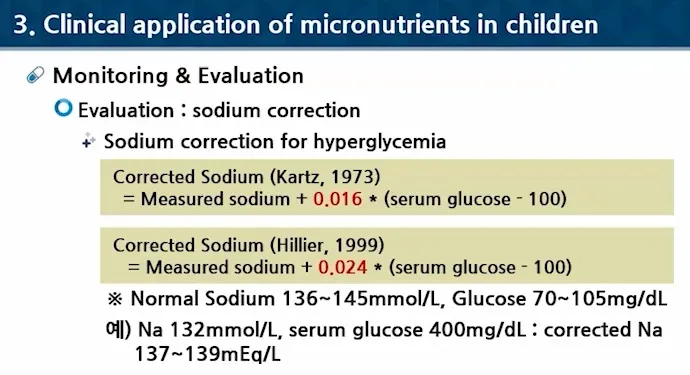 3. Clinical application of micronutrients in children
Monitoring & Evaluation
Evaluation : sodium correction
Sodium correction for hyperglycemia
Corrected Sodium (Kartz, 1973)
= Measured sodium + 0.016 * (serum glucose - 100)
Corrected Sodium (Hillier, 1999)
= Measured sodium + 0.024 * (serum glucose - 100)
※ Normal Sodium 136~145mmol/L, Glucose 70~105mg/dL
예) Na 132mmol/L, serum glucose 400mg/dL : corrected Na
137~139mEq/L